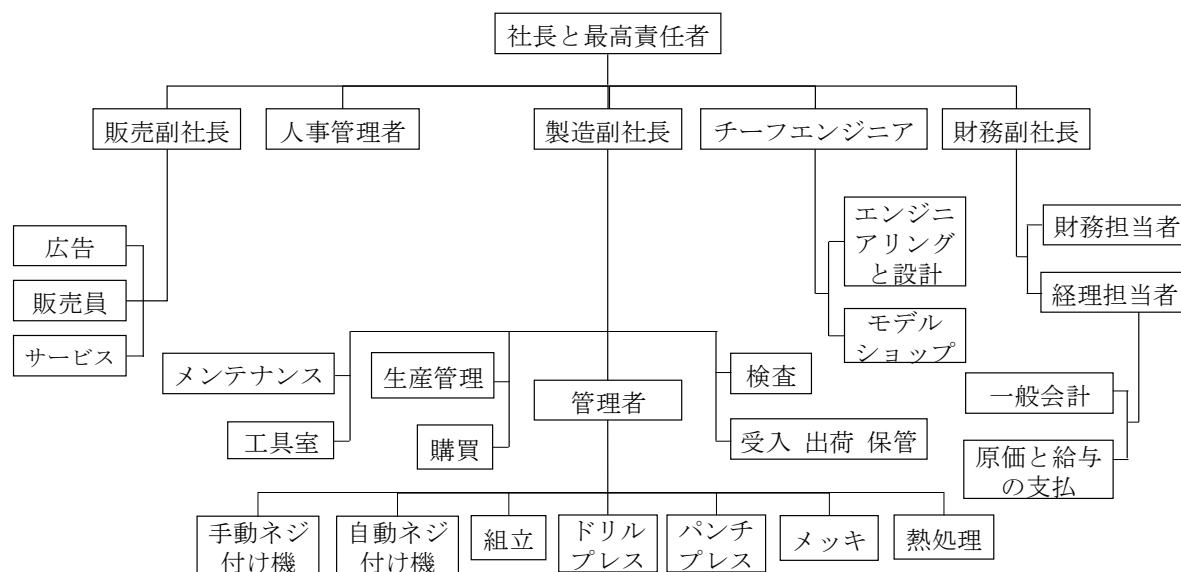 社長と最高責任者
販売副社長
人事管理者
製造副社長
チーフエンジニア
財務副社長
広告
販売員
サービス
エンジニ
アリング
と設計
モデル
ショップ
財務担当者
経理担当者
一般会計
原価と給与
の支払
メンテナンス
工具室
生産管理
購買
管理者
検査
受入 出荷 保管
手動ネジ
付け機
自動ネジ
付け機
組立
ドリル
プレス
パンチ
プレス
メッキ
熱処理